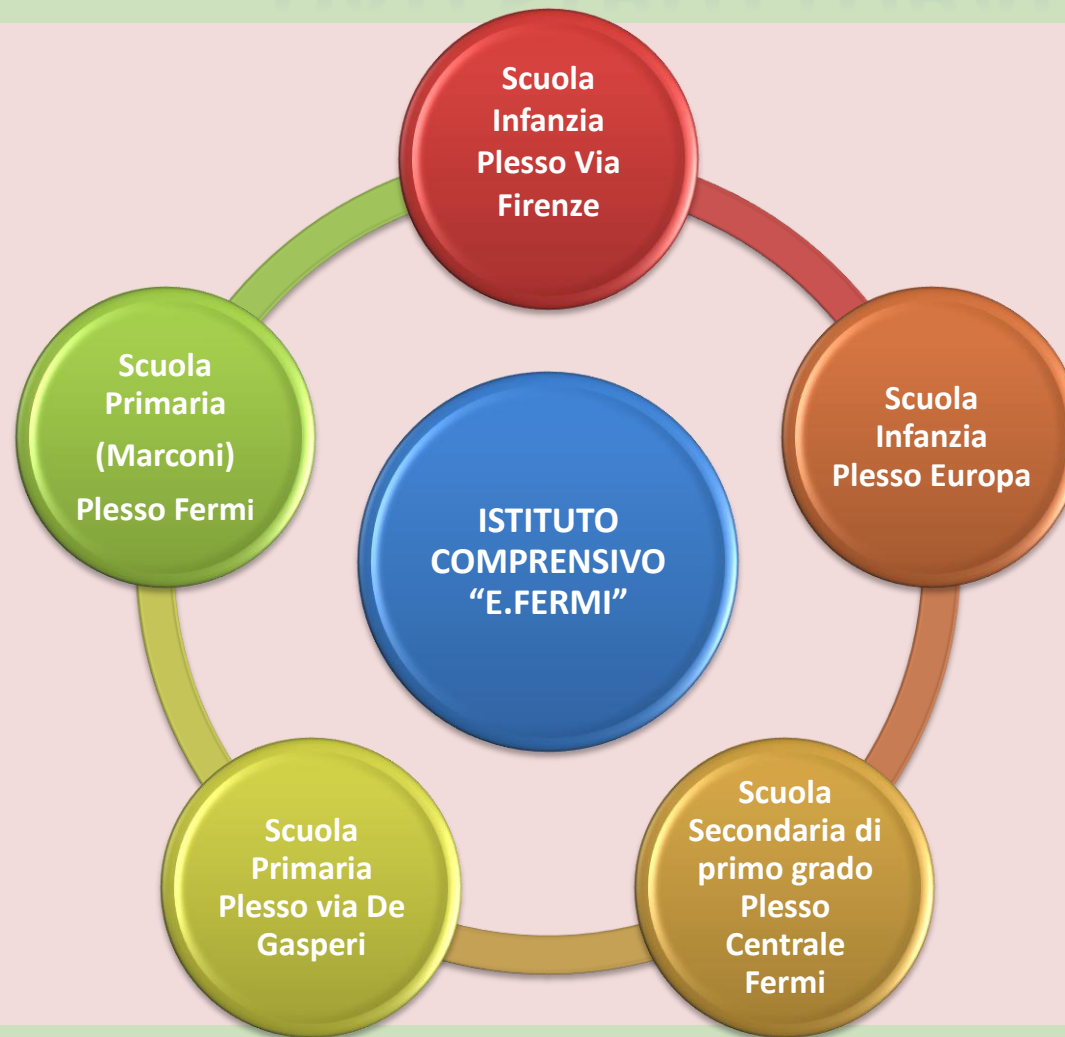 Scuola
Infanzia
Plesso Via
Firenze
Scuola
Infanzia
Plesso Europa
Scuola
Secondaria di
primo grado
Plesso
Centrale
Fermi
Scuola
Primaria
Plesso via De
Gasperi
Scuola
Primaria
(Marconi)
Plesso Fermi
ISTITUTO
COMPRENSIVO
“E.FERMI”